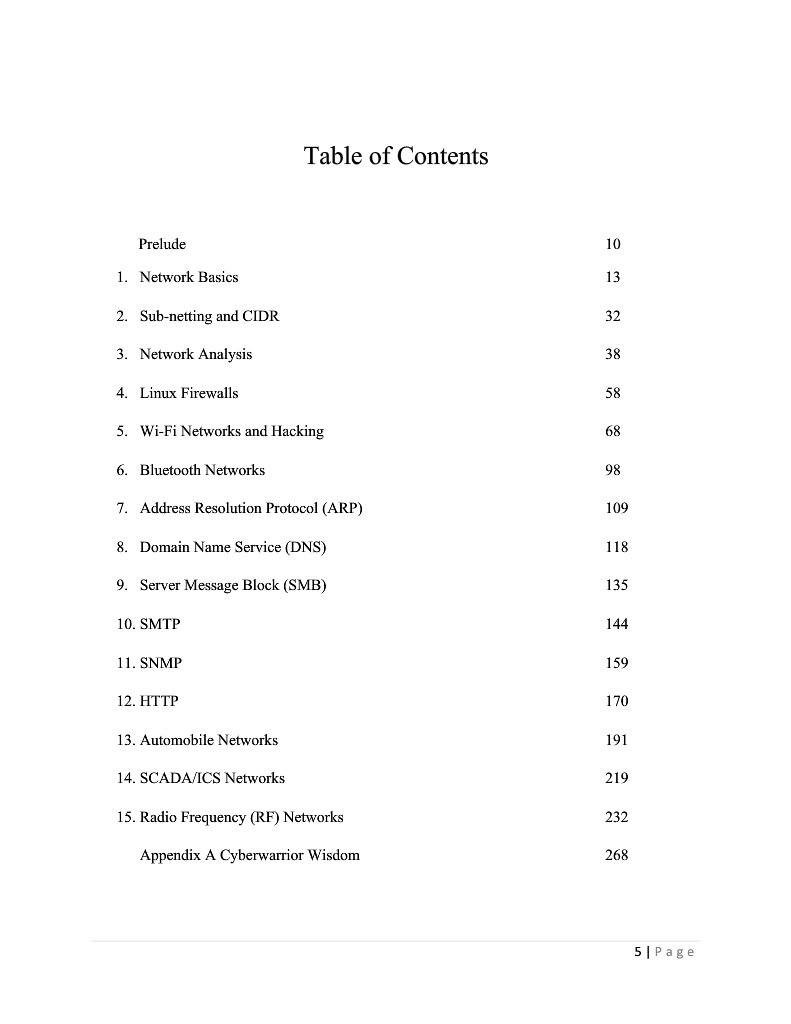 Table of Contents
Prelude 10
1. Network Basics 13
2. Sub-netting and CIDR 32
3. Network Analysis 38
4. Linux Firewalls 58
5. Wi-Fi Networks and Hacking 68
6. Bluetooth Networks 98
7. Address Resolution Protocol (ARP) 109
8. Domain Name Service (DNS) 118
9. Server Message Block (SMB) 135
10. SMTP 144
11. SNMP 159
12. HTTP 170
13. Automobile Networks 191
14. SCADA/ICS Networks 219
15. Radio Frequency (RF) Networks 232
Appendix A Cyberwarrior Wisdom 268
5 | Page